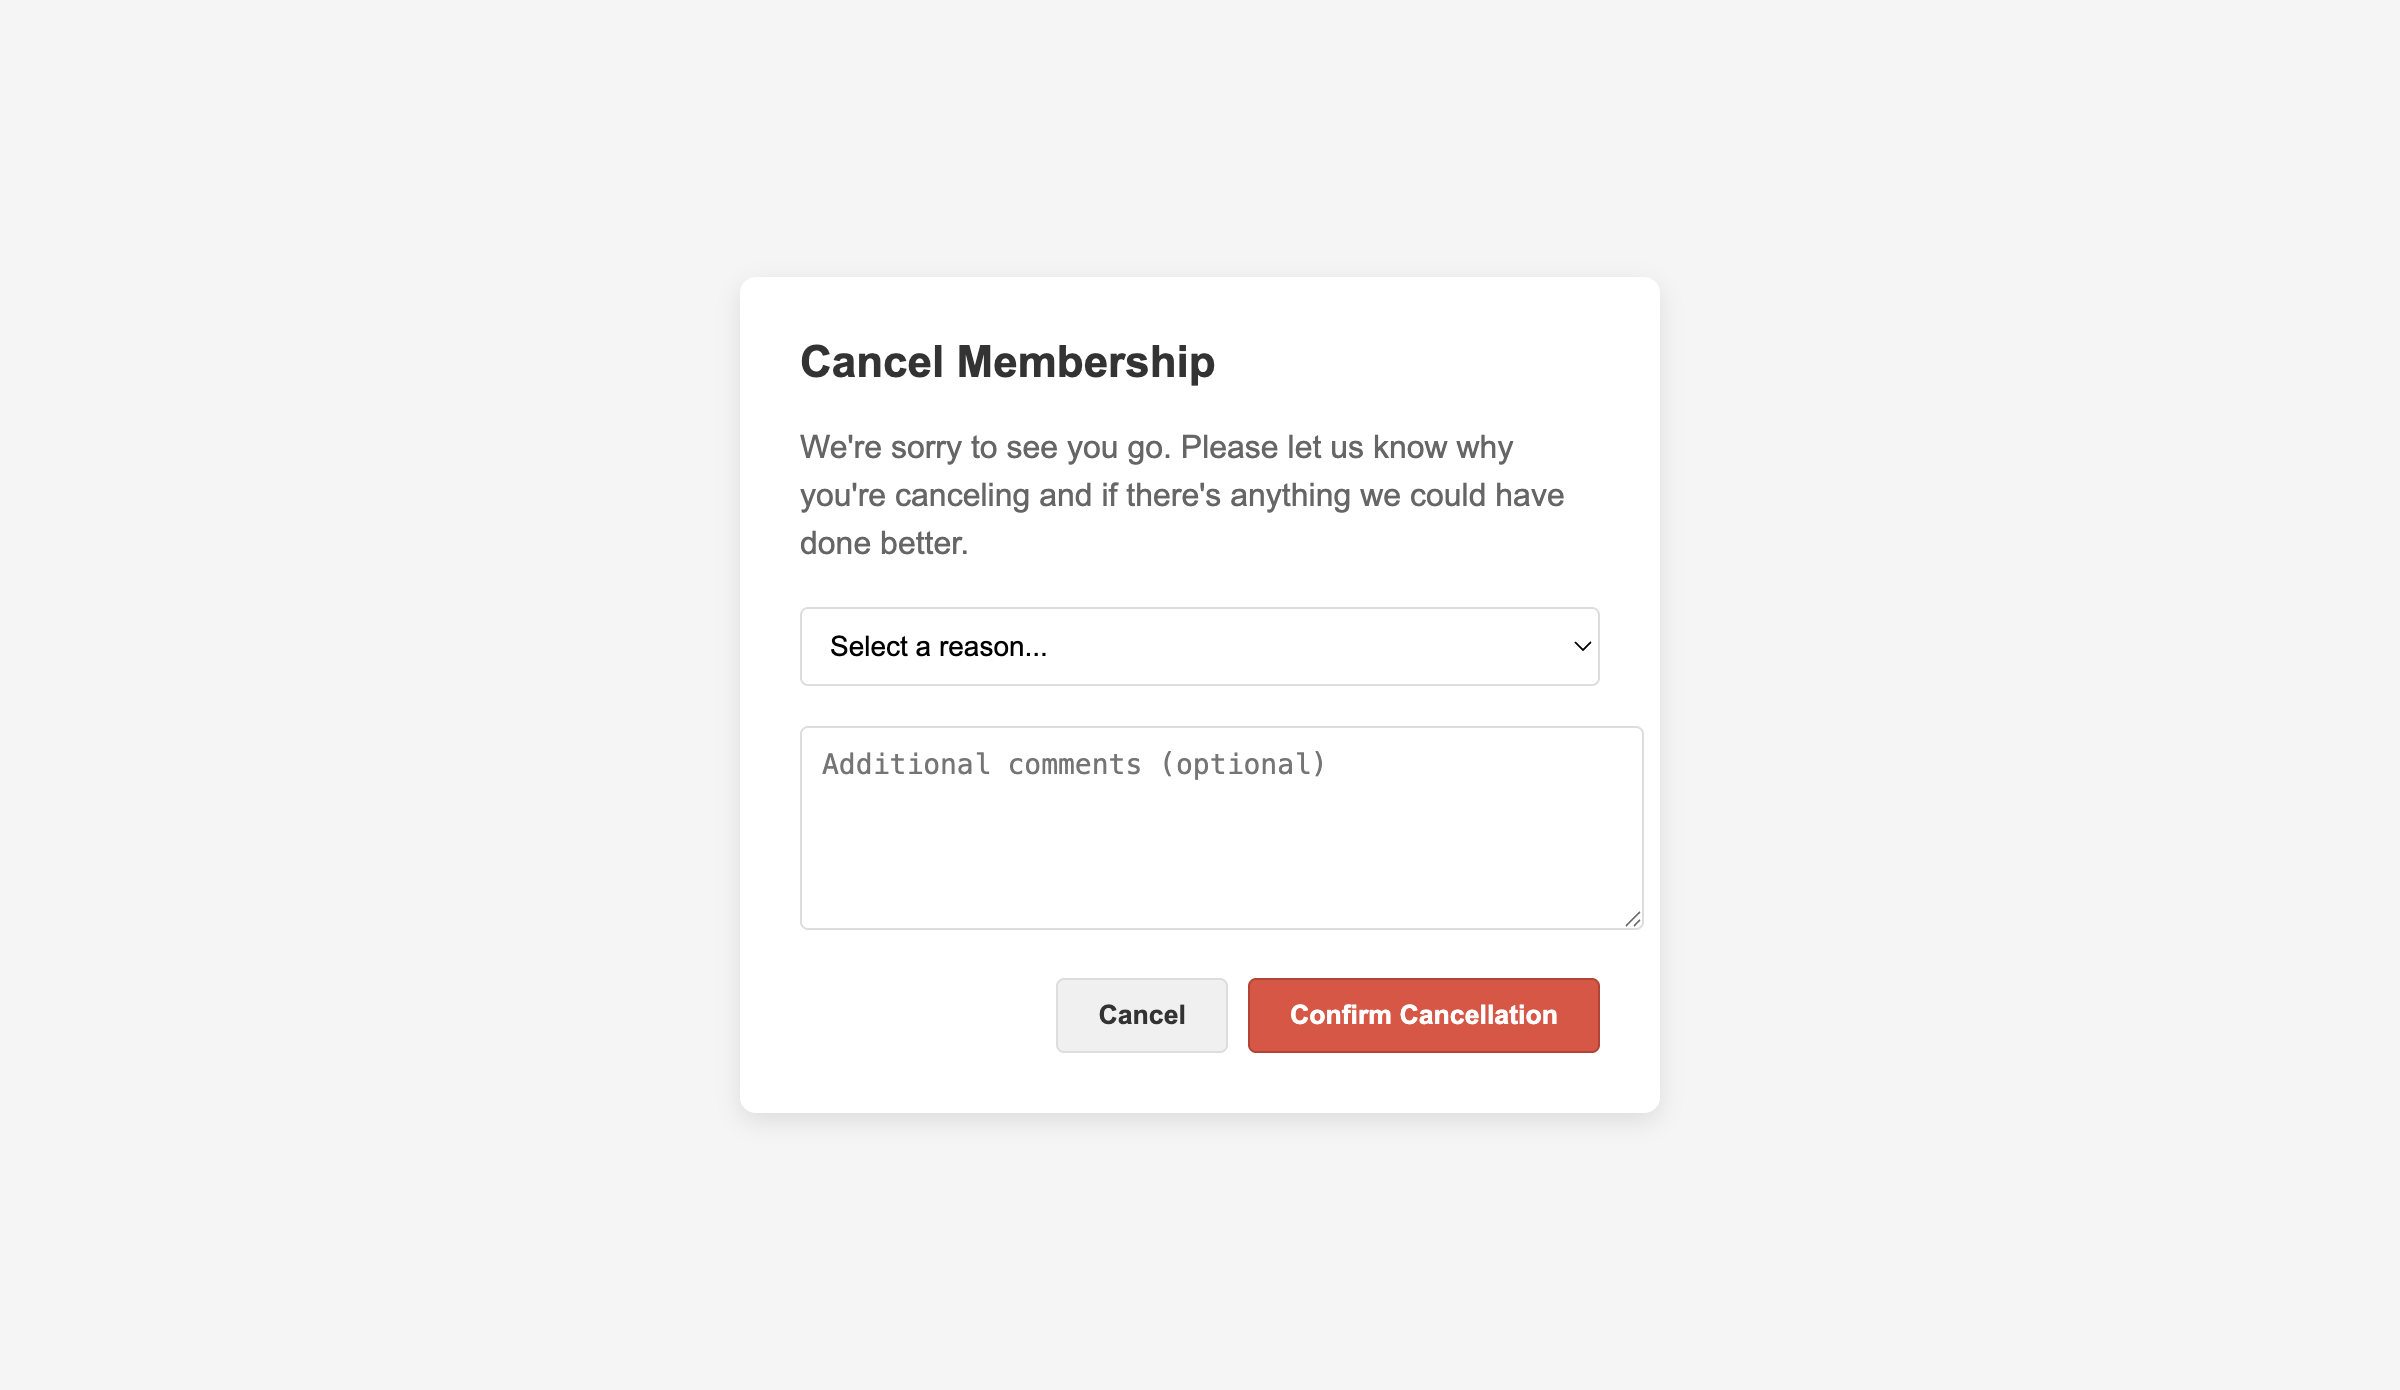 Cancel Membership
We're sorry to see you go. Please let us know why
you're canceling and if there's anything we could have
done better.
Select a reason...
Additional comments (optional)
Cancel
Confirm Cancellation